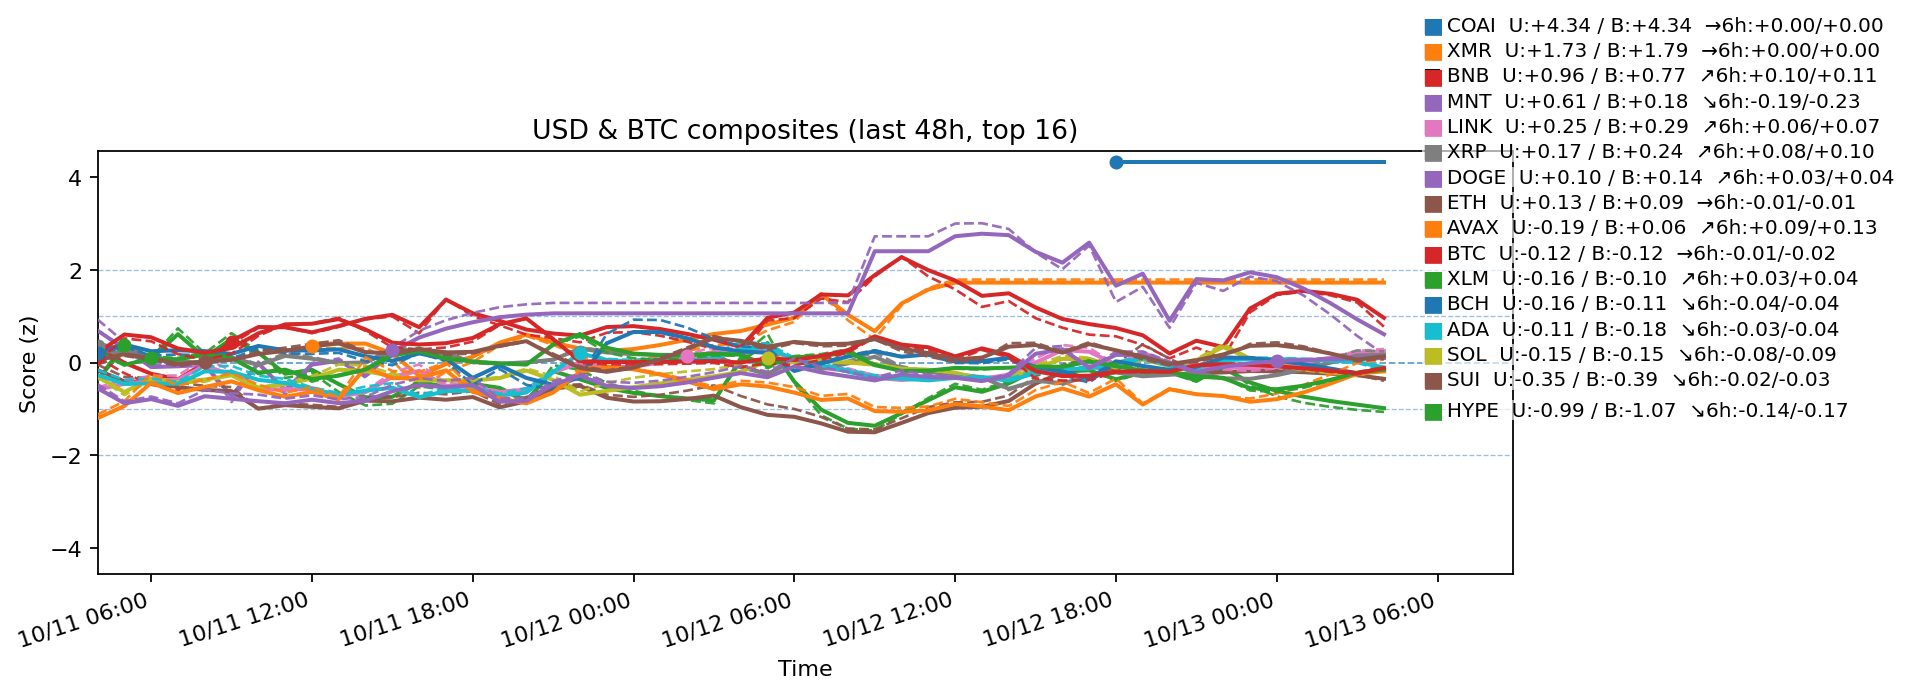 COAI U:+4.34 / B:+4.34 →6h:+0.00/+0.00
XMR U:+1.73 / B:+1.79 →6h:+0.00/+0.00
BNB U:+0.96 / B:+0.77 ↗6h:+0.10/+0.11
MNT U:+0.61 / B:+0.18 ↘6h:-0.19/-0.23
LINK U:+0.25 / B:+0.29 ↗6h:+0.06/+0.07
XRP U:+0.17 / B:+0.24 ↗6h:+0.08/+0.10
DOGE U:+0.10 / B:+0.14 ↗6h:+0.03/+0.04
ETH U:+0.13 / B:+0.09 →6h:-0.01/-0.01
AVAX U:-0.19 / B:+0.06 ↗6h:+0.09/+0.13
BTC U:-0.12 / B:-0.12 →6h:-0.01/-0.02
XLM U:-0.16 / B:-0.10 ↗6h:+0.03/+0.04
BCH U:-0.16 / B:-0.11 ↘6h:-0.04/-0.04
ADA U:-0.11 / B:-0.18 ↘6h:-0.03/-0.04
SOL U:-0.15 / B:-0.15 ↘6h:-0.08/-0.09
SUI U:-0.35 / B:-0.39 ↘6h:-0.02/-0.03
HYPE U:-0.99 / B:-1.07 ↘6h:-0.14/-0.17
USD & BTC composites (last 48h, top 16)
Score (z)
4
2
0
−2
−4
10/11 06:00
10/11 12:00
10/11 18:00
10/12 00:00
10/12 06:00
10/12 12:00
10/12 18:00
10/13 00:00
10/13 06:00
Time